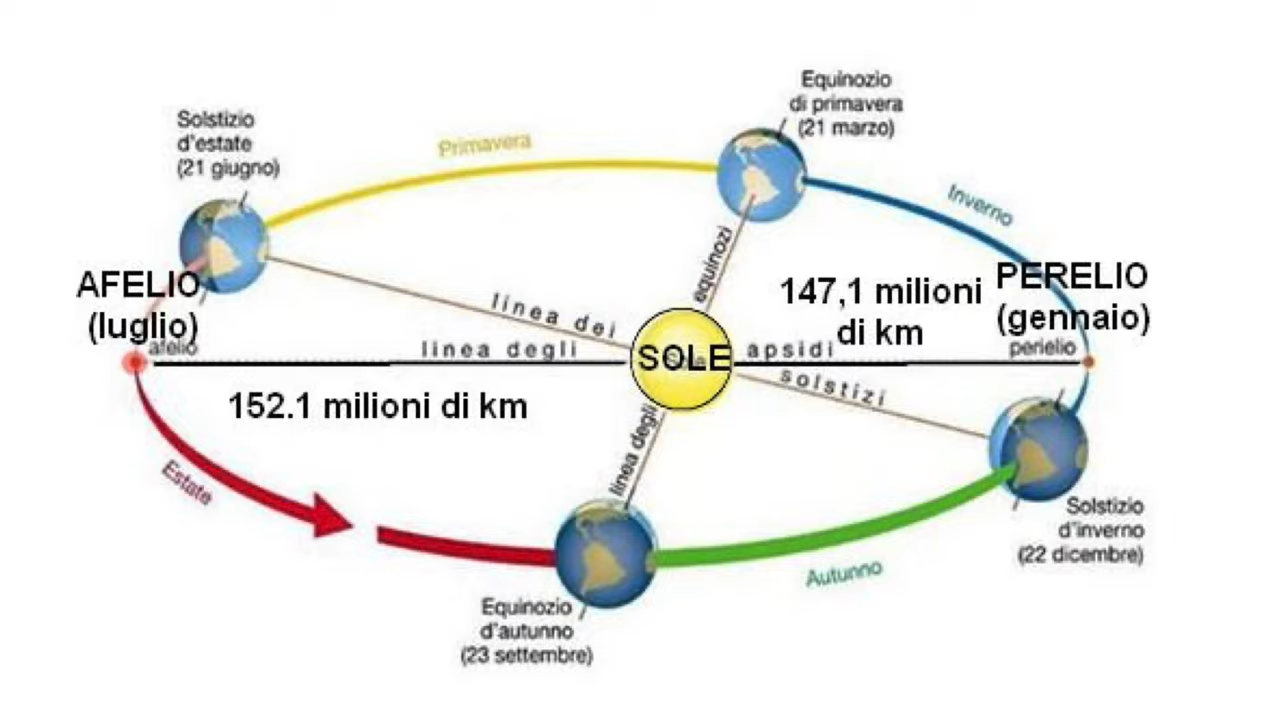 Equinozio
di primavera
(21 marzo)
Solstizio
d'estate
(21 giugno)
Primavera
Inverno
AFELIO
(luglio)
afelio
linea dei
solstizi
linea degli
apsidi
linea degli
equinozi
SOLE
147,1 milioni
di km
PERELIO
(gennaio)
perielio
152.1 milioni di km
Estate
Autunno
Solstizio
d'inverno
(22 dicembre)
Equinozio
d'autunno
(23 settembre)